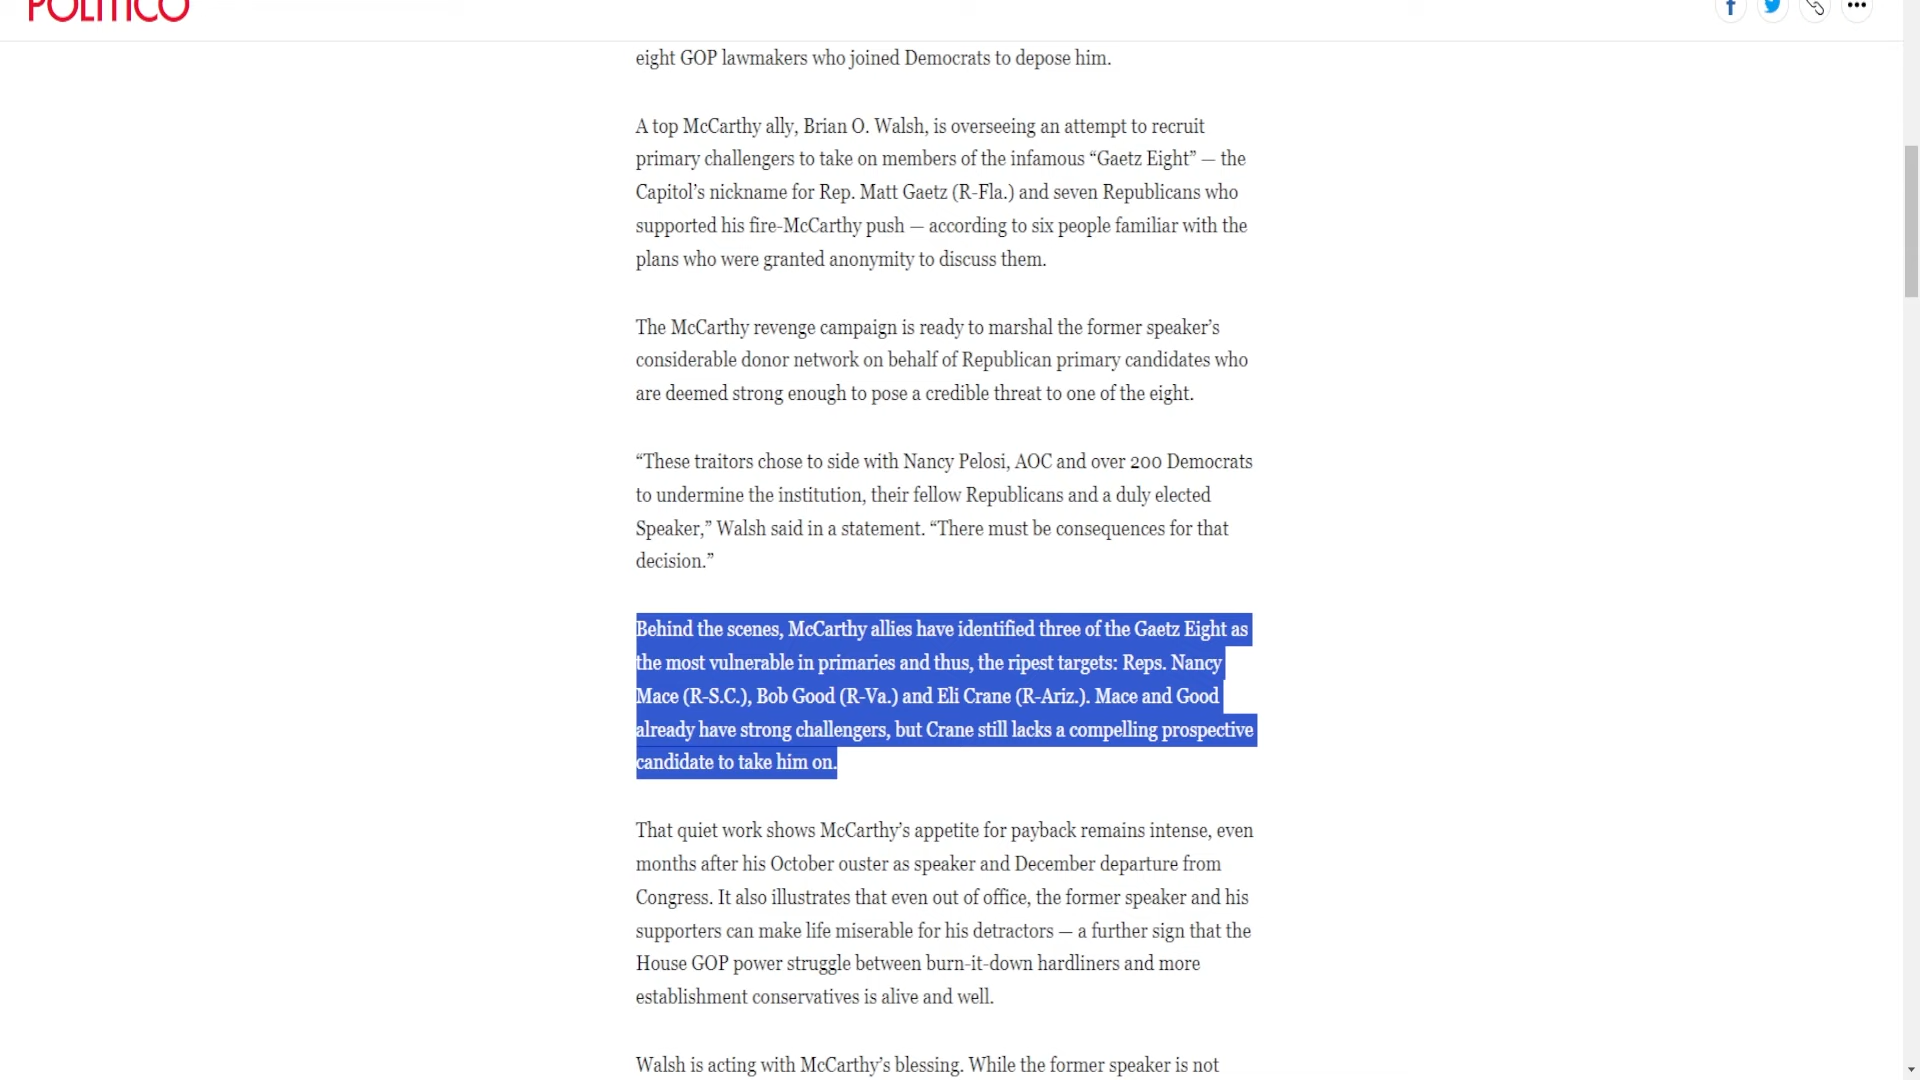 POLITICO
eight GOP lawmakers who joined Democrats to depose him.
A top McCarthy ally, Brian O. Walsh, is overseeing an attempt to recruit
primary challengers to take on members of the infamous “Gaetz Eight” — the
Capitol’s nickname for Rep. Matt Gaetz (R-Fla.) and seven Republicans who
supported his fire-McCarthy push — according to six people familiar with the
plans who were granted anonymity to discuss them.
The McCarthy revenge campaign is ready to marshal the former speaker’s
considerable donor network on behalf of Republican primary candidates who
are deemed strong enough to pose a credible threat to one of the eight.
“These traitors chose to side with Nancy Pelosi, AOC and over 200 Democrats
to undermine the institution, their fellow Republicans and a duly elected
Speaker,” Walsh said in a statement. “There must be consequences for that
decision.”
Behind the scenes, McCarthy allies have identified three of the Gaetz Eight as
the most vulnerable in primaries and thus, the ripest targets: Reps. Nancy
Mace (R-S.C.), Bob Good (R-Va.) and Eli Crane (R-Ariz.). Mace and Good
already have strong challengers, but Crane still lacks a compelling prospective
candidate to take him on.
That quiet work shows McCarthy’s appetite for payback remains intense, even
months after his October ouster as speaker and December departure from
Congress. It also illustrates that even out of office, the former speaker and his
supporters can make life miserable for his detractors — a further sign that the
House GOP power struggle between burn-it-down hardliners and more
establishment conservatives is alive and well.
Walsh is acting with McCarthy’s blessing. While the former speaker is not